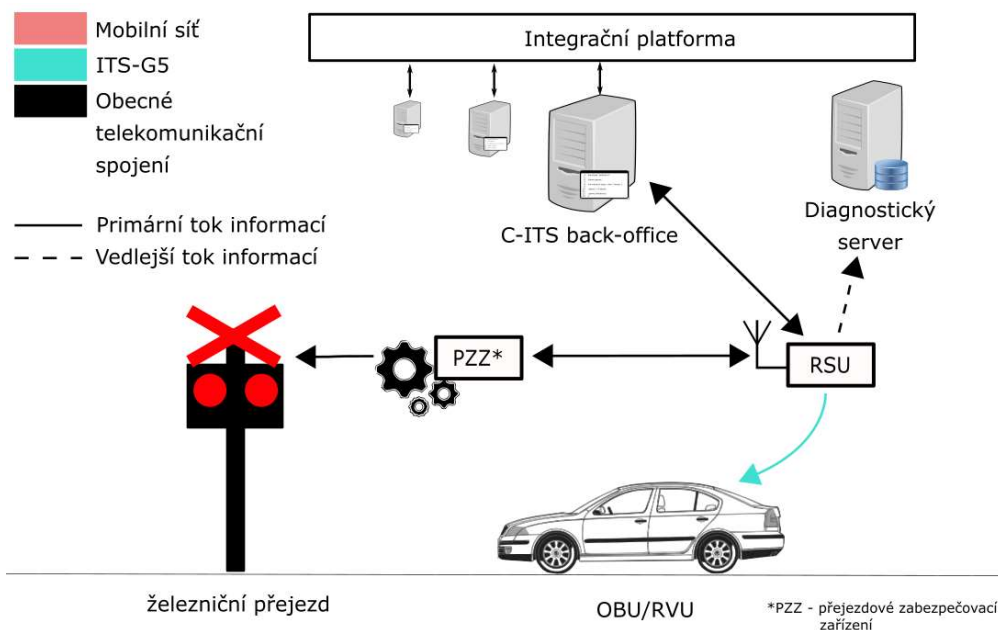 Mobilní síť
ITS-G5
Obecné
telekomunikační
spojení
Primární tok informací
Vedlejší tok informací
Integrační platforma
C-ITS back-office
Diagnostický
server
PZZ*
RSU
železniční přejezd
OBU/RVU
*PZZ - přejezdové zabezpečovací
zařízení